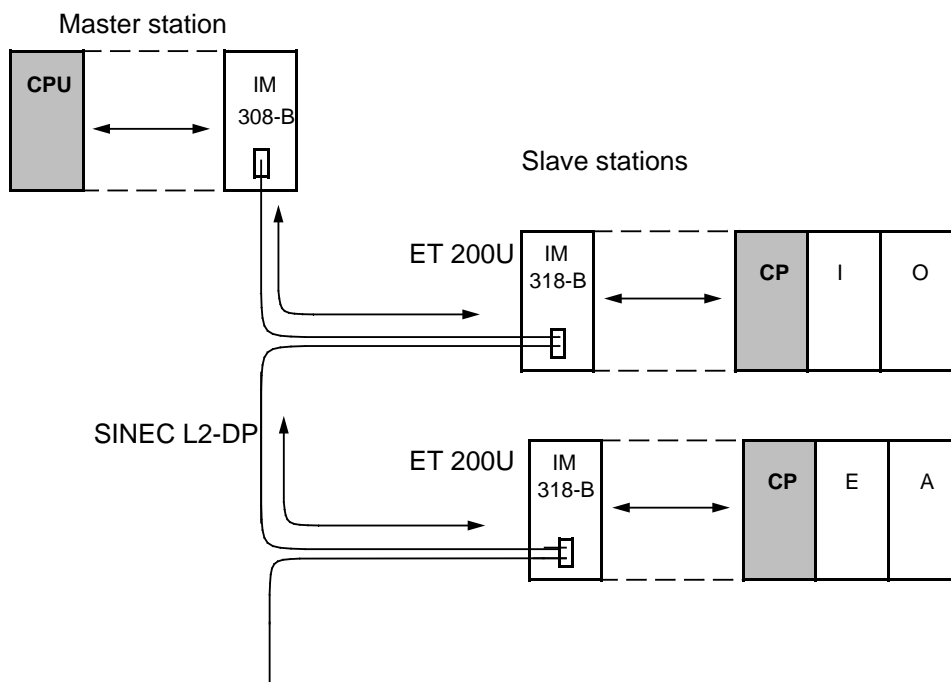 Master station
CPU
IM
308-B
Slave stations
ET 200U
IM
318-B
CP
I
O
SINEC L2-DP
ET 200U
IM
318-B
CP
E
A